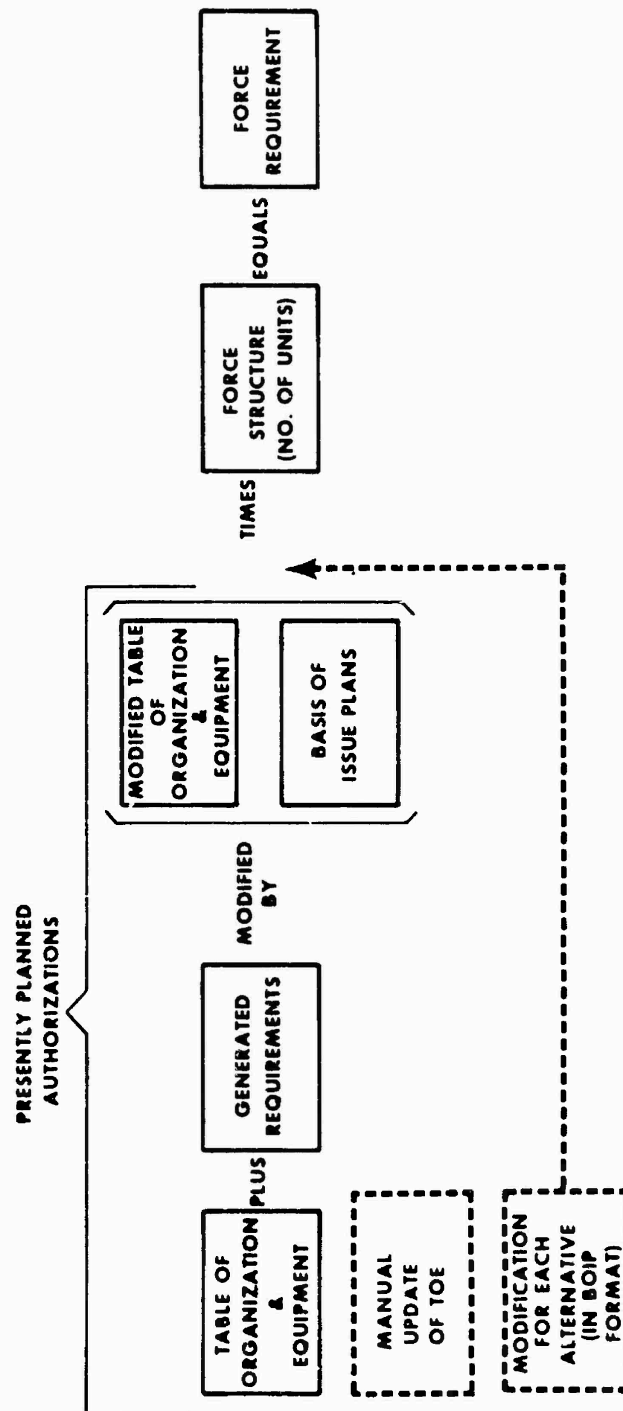 PRESENTLY PLANNED
AUTHORIZATIONS
TABLE OF
ORGANIZATION
&
EQUIPMENT
PLUS
GENERATED
REQUIREMENTS
MODIFIED
BY
MODIFIED TABLE
OF
ORGANIZATION
&
EQUIPMENT
BASIS OF
ISSUE PLANS
TIMES
FORCE
STRUCTURE
(NO. OF UNITS)
EQUALS
FORCE
REQUIREMENT
MANUAL
UPDATE
OF TOE
MODIFICATION
FOR EACH
ALTERNATIVE
(IN BOIP
FORMAT)